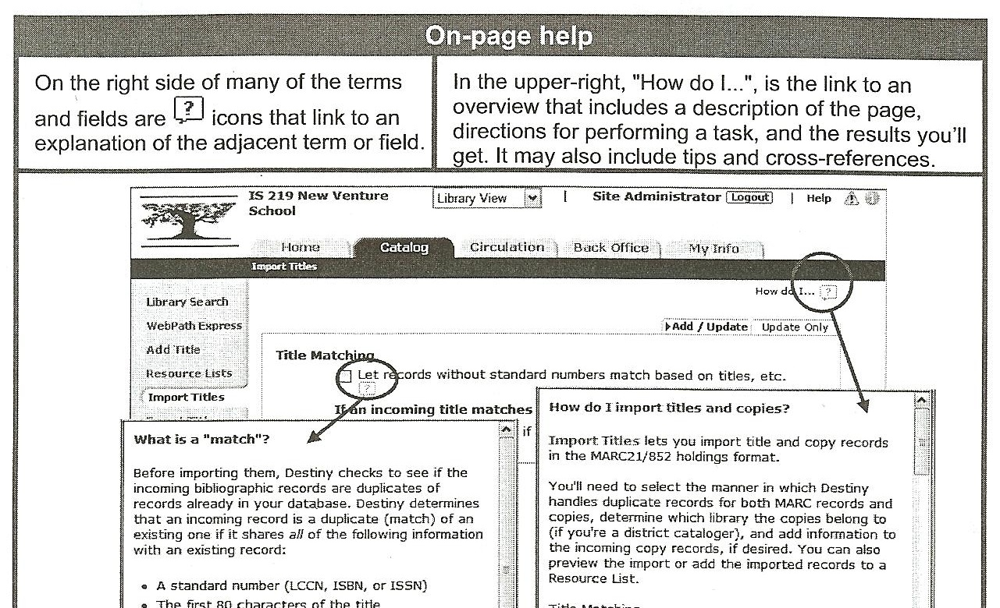 On-page help
On the right side of many of the terms
and fields are ? icons that link to an
explanation of the adjacent term or field.
In the upper-right, "How do I...", is the link to an
overview that includes a description of the page,
directions for performing a task, and the results you'll
get. It may also include tips and cross-references.
IS 219 New Venture
School
Library View
| Site Administrator Logout | Help
Home Catalog Circulation Back Office My Info
Import Titles
How do I... ?
Library Search
WebPath Express
Add Title
Resource Lists
Import Titles
Add / Update Update Only
Title Matching
Let records without standard numbers match based on titles, etc.
?
If an incoming title matches
if
What is a "match"?
Before importing them, Destiny checks to see if the
incoming bibliographic records are duplicates of
records already in your database. Destiny determines
that an incoming record is a duplicate (match) of an
existing one if it shares all of the following information
with an existing record:
• A standard number (LCCN, ISBN, or ISSN)
• The first 80 characters of the title
How do I import titles and copies?
Import Titles lets you import title and copy records
in the MARC21/852 holdings format.
You'll need to select the manner in which Destiny
handles duplicate records for both MARC records and
copies, determine which library the copies belong to
(if you're a district cataloger), and add information to
the incoming copy records, if desired. You can also
preview the import or add the imported records to a
Resource List.
Title Matching